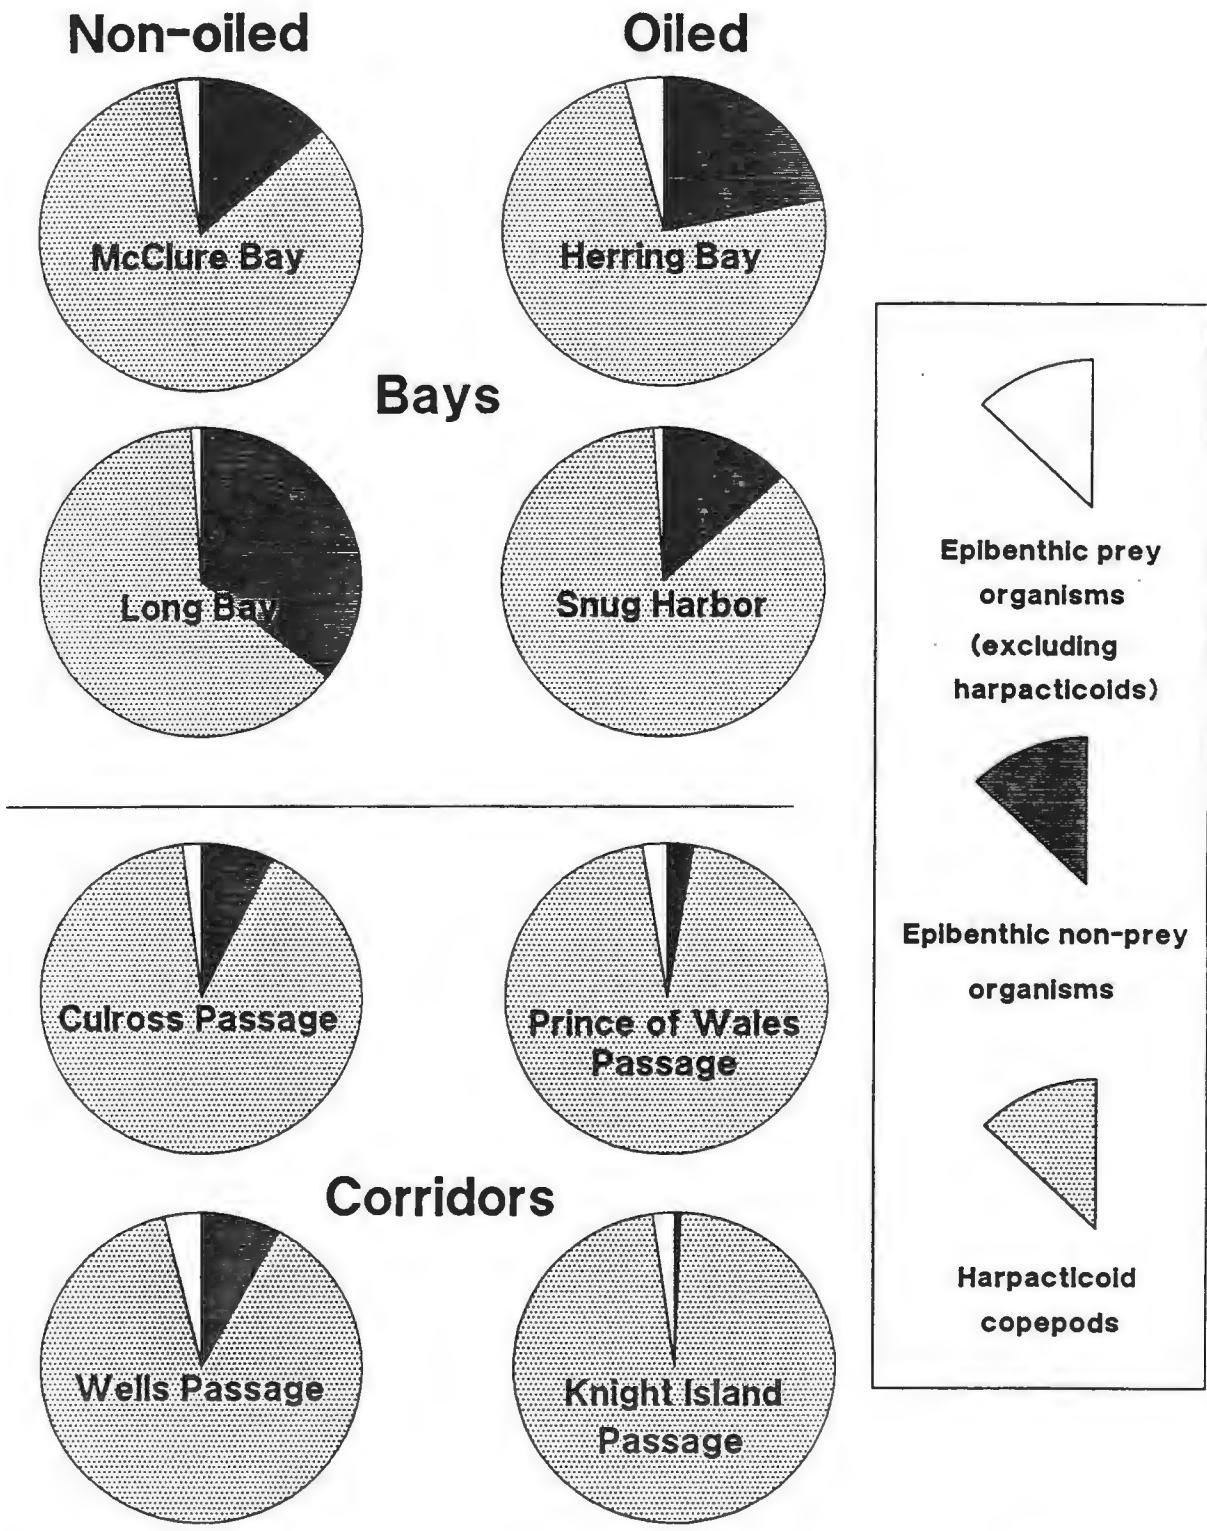 Non-oiled
Oiled
McClure Bay
Herring Bay
Bays
Long Bay
Snug Harbor
Culross Passage
Prince of Wales
Passage
Corridors
Wells Passage
Knight Island
Passage
Epibenthic prey
organisms
(excluding
harpacticoids)
Epibenthic non-prey
organisms
Harpacticoid
copepods